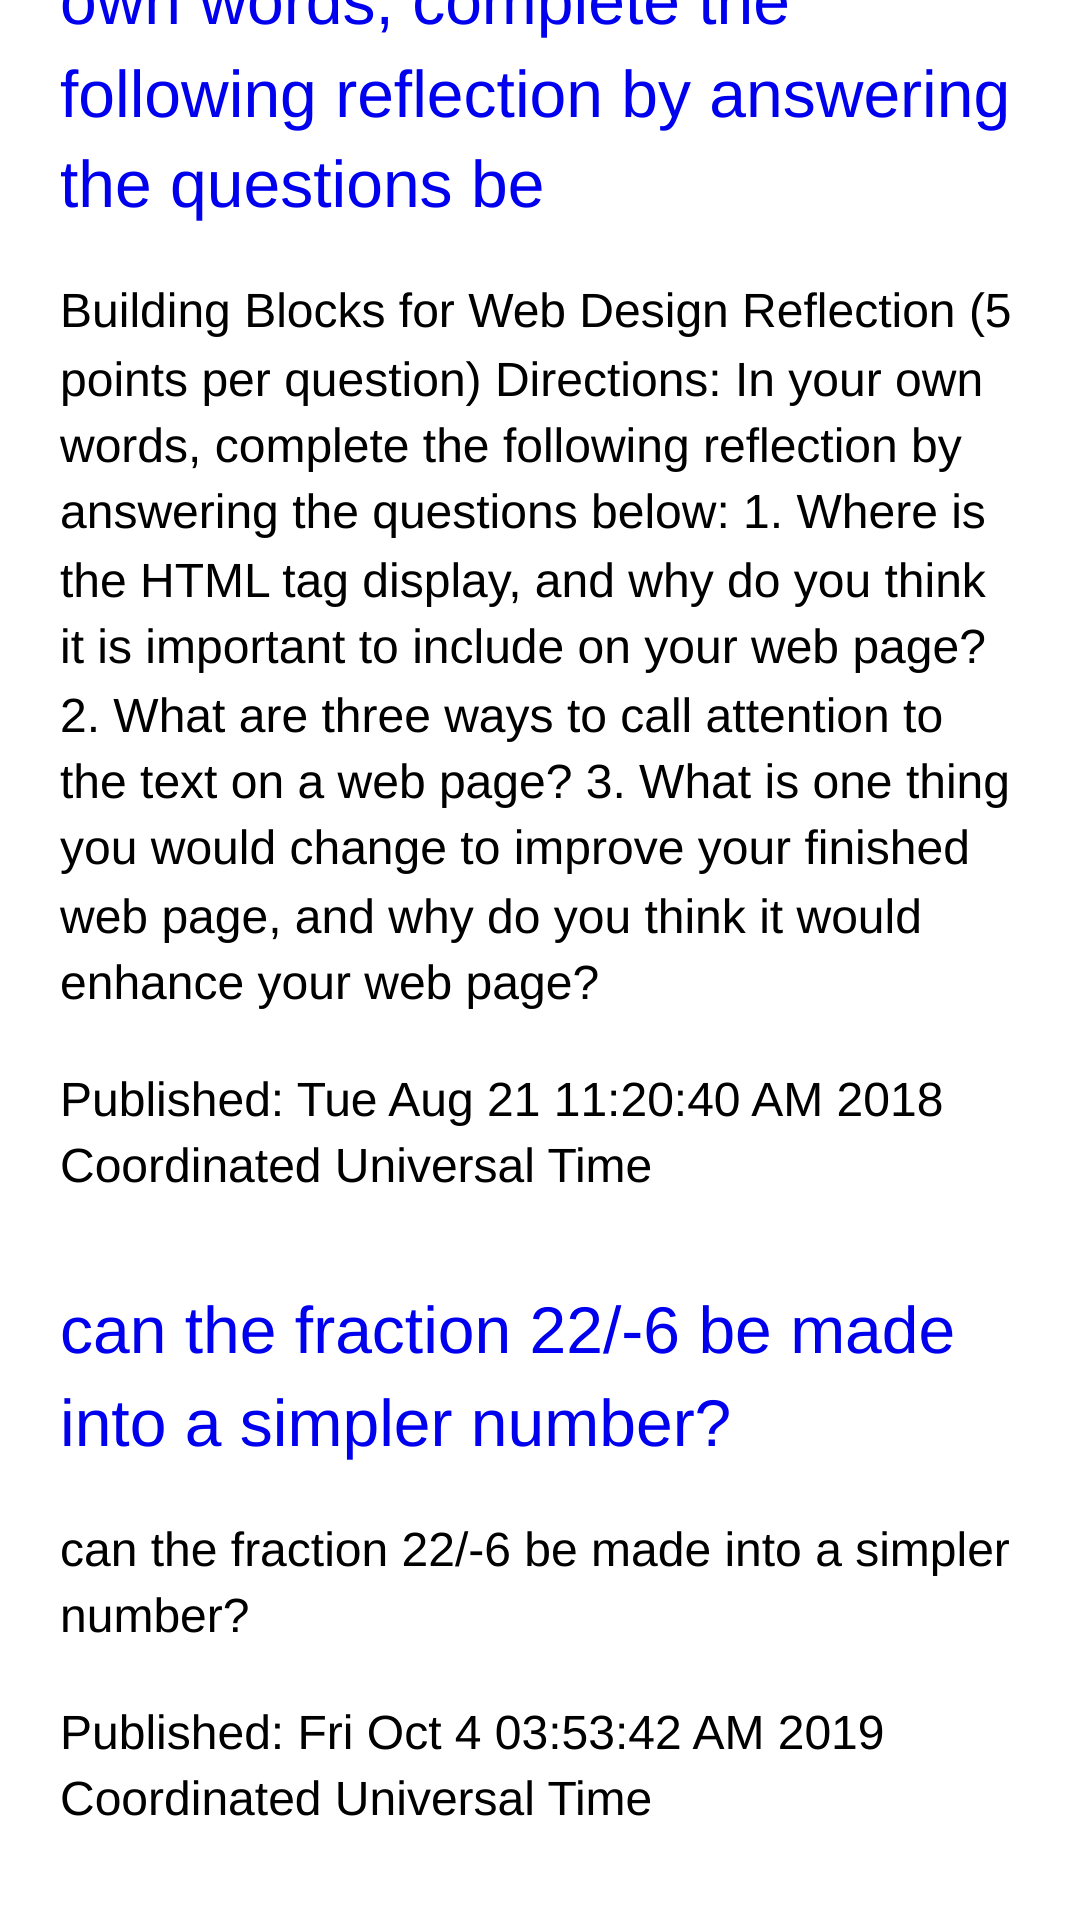 own words, complete the
following reflection by answering
the questions be
Building Blocks for Web Design Reflection (5
points per question) Directions: In your own
words, complete the following reflection by
answering the questions below: 1. Where is
the HTML tag display, and why do you think
it is important to include on your web page?
2. What are three ways to call attention to
the text on a web page? 3. What is one thing
you would change to improve your finished
web page, and why do you think it would
enhance your web page?
Published: Tue Aug 21 11:20:40 AM 2018
Coordinated Universal Time
can the fraction 22/-6 be made
into a simpler number?
can the fraction 22/-6 be made into a simpler
number?
Published: Fri Oct 4 03:53:42 AM 2019
Coordinated Universal Time